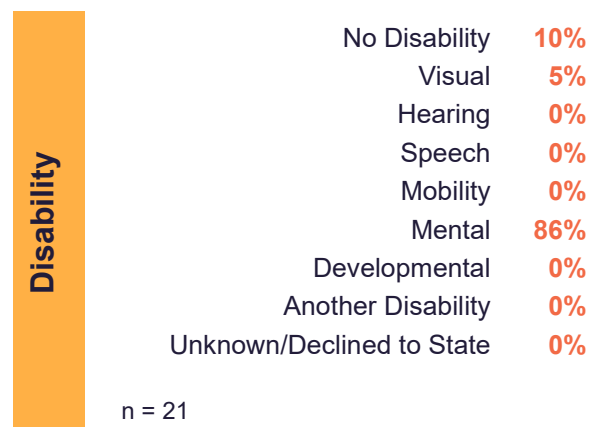 Disability
No Disability 10%
Visual 5%
Hearing 0%
Speech 0%
Mobility 0%
Mental 86%
Developmental 0%
Another Disability 0%
Unknown/Declined to State 0%
n = 21